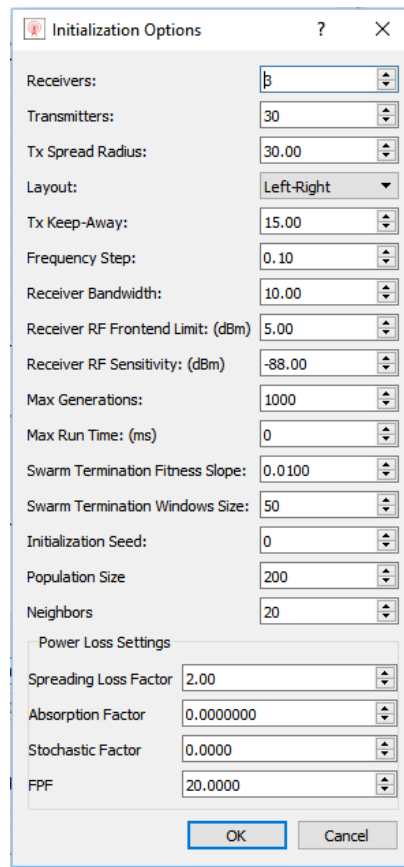 Initialization Options ?
Receivers: 3
Transmitters: 30
Tx Spread Radius: 30.00
Layout: Left-Right
Tx Keep-Away: 15.00
Frequency Step: 0.10
Receiver Bandwidth: 10.00
Receiver RF Frontend Limit: (dBm) 5.00
Receiver RF Sensitivity: (dBm) -88.00
Max Generations: 1000
Max Run Time: (ms) 0
Swarm Termination Fitness Slope: 0.0100
Swarm Termination Windows Size: 50
Initialization Seed: 0
Population Size 200
Neighbors 20
Power Loss Settings
Spreading Loss Factor 2.00
Absorption Factor 0.0000000
Stochastic Factor 0.0000
FPF 20.0000
OK Cancel